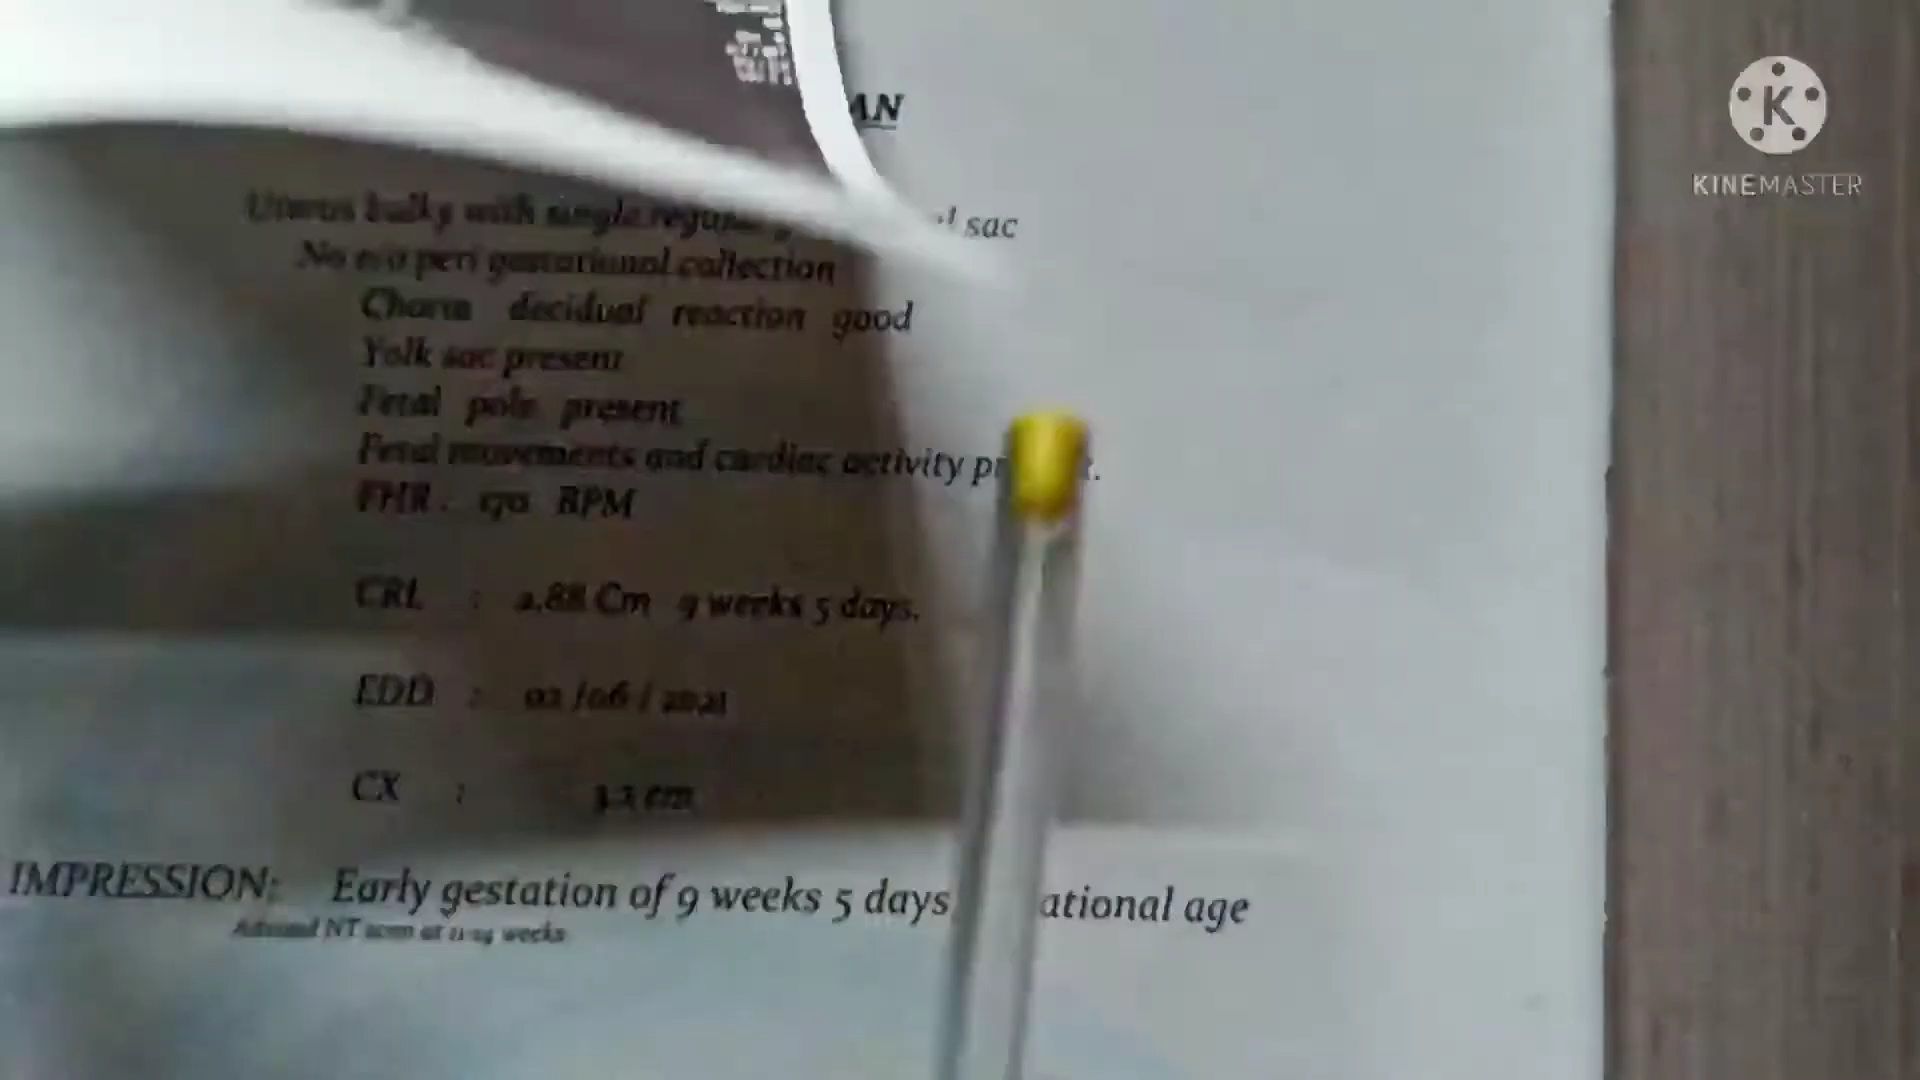 AN
Uterus bulky with single regular sac
No e/o peri gestational collection
Chorio decidual reaction good
Yolk sac present
Fetal pole present
Fetal movements and cardiac activity
FHR. 170 BPM
CRL : 2.88 Cm 9 weeks 5 days.
EDD : 02 /06 / 2021
CX : 3.2 cm
IMPRESSION: Early gestation of 9 weeks 5 days ational age
Advised NT scan at 11-14 weeks
K
KINEMASTER